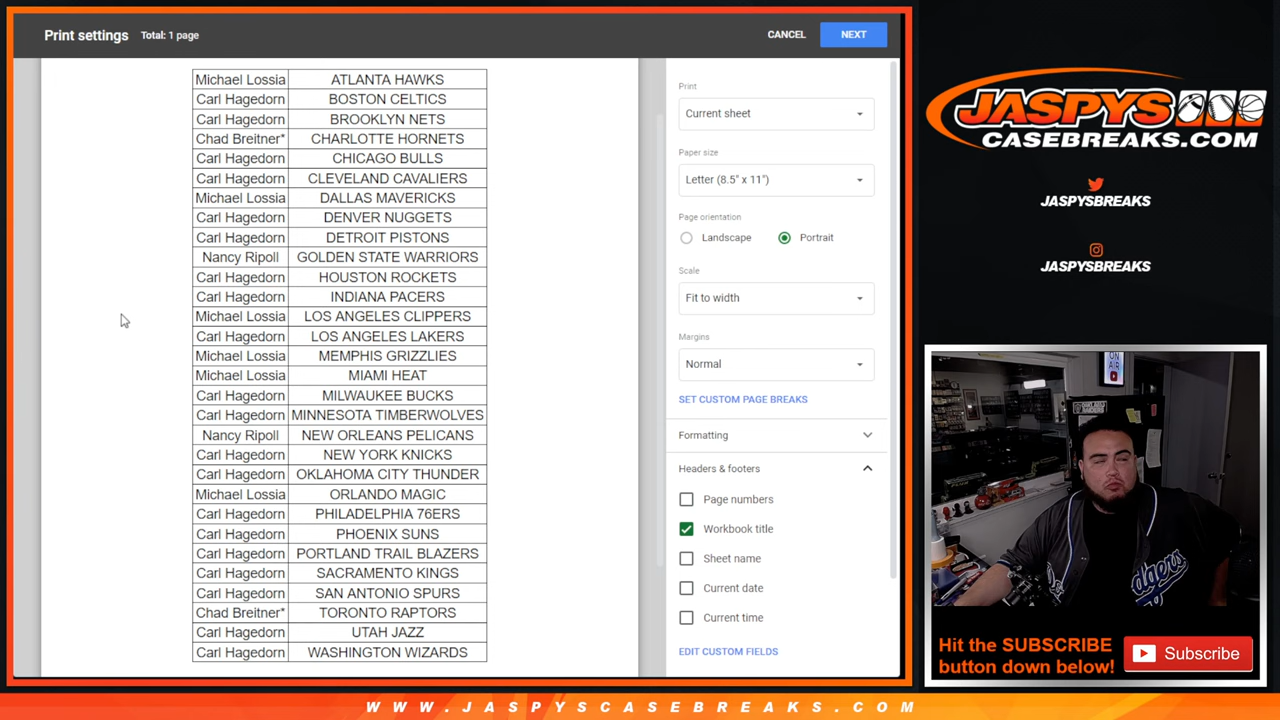 Print settings Total: 1 page
CANCEL NEXT
Michael Lossia ATLANTA HAWKS
Carl Hagedorn BOSTON CELTICS
Carl Hagedorn BROOKLYN NETS
Chad Breitner* CHARLOTTE HORNETS
Carl Hagedorn CHICAGO BULLS
Carl Hagedorn CLEVELAND CAVALIERS
Michael Lossia DALLAS MAVERICKS
Carl Hagedorn DENVER NUGGETS
Carl Hagedorn DETROIT PISTONS
Nancy Ripoll GOLDEN STATE WARRIORS
Carl Hagedorn HOUSTON ROCKETS
Carl Hagedorn INDIANA PACERS
Michael Lossia LOS ANGELES CLIPPERS
Carl Hagedorn LOS ANGELES LAKERS
Michael Lossia MEMPHIS GRIZZLIES
Michael Lossia MIAMI HEAT
Carl Hagedorn MILWAUKEE BUCKS
Carl Hagedorn MINNESOTA TIMBERWOLVES
Nancy Ripoll NEW ORLEANS PELICANS
Carl Hagedorn NEW YORK KNICKS
Carl Hagedorn OKLAHOMA CITY THUNDER
Michael Lossia ORLANDO MAGIC
Carl Hagedorn PHILADELPHIA 76ERS
Carl Hagedorn PHOENIX SUNS
Carl Hagedorn PORTLAND TRAIL BLAZERS
Carl Hagedorn SACRAMENTO KINGS
Carl Hagedorn SAN ANTONIO SPURS
Chad Breitner* TORONTO RAPTORS
Carl Hagedorn UTAH JAZZ
Carl Hagedorn WASHINGTON WIZARDS
Print
Current sheet
Paper size
Letter (8.5" x 11")
Page orientation
Landscape Portrait
Scale
Fit to width
Margins
Normal
SET CUSTOM PAGE BREAKS
Formatting
Headers & footers
Page numbers
Workbook title
Sheet name
Current date
Current time
EDIT CUSTOM FIELDS
JASPYS
CASEBREAKS.COM
JASPYSBREAKS
JASPYSBREAKS
ON AIR
Hit the SUBSCRIBE
button down below!
Subscribe
WWW.JASPYSCASEBREAKS.COM